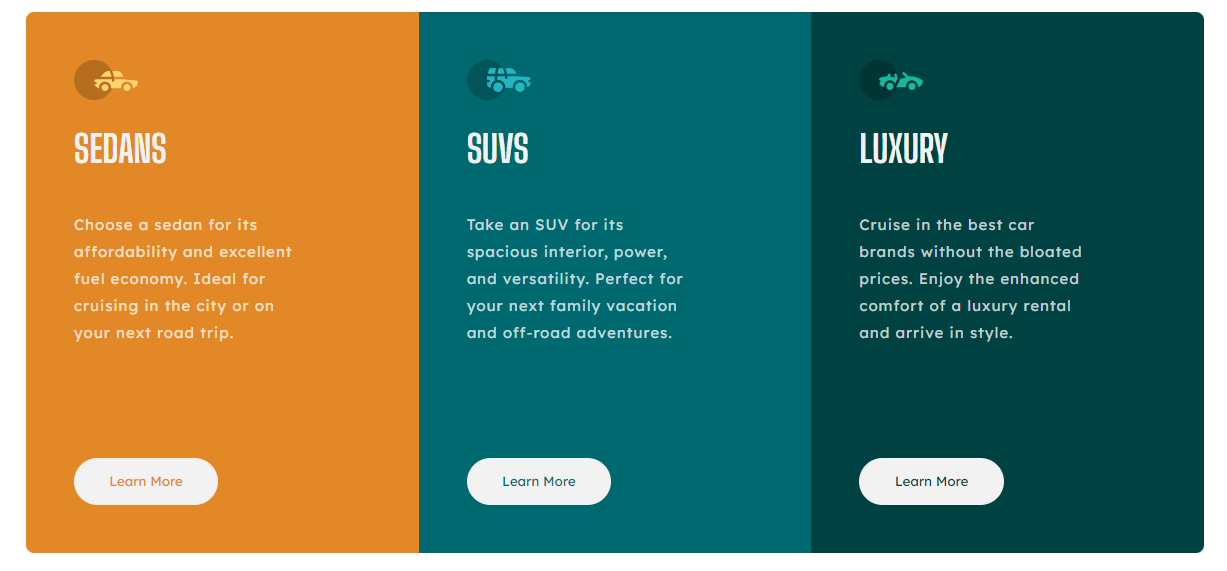 SEDANS
Choose a sedan for its
affordability and excellent
fuel economy. Ideal for
cruising in the city or on
your next road trip.
Learn More
SUVS
Take an SUV for its
spacious interior, power,
and versatility. Perfect for
your next family vacation
and off-road adventures.
Learn More
LUXURY
Cruise in the best car
brands without the bloated
prices. Enjoy the enhanced
comfort of a luxury rental
and arrive in style.
Learn More